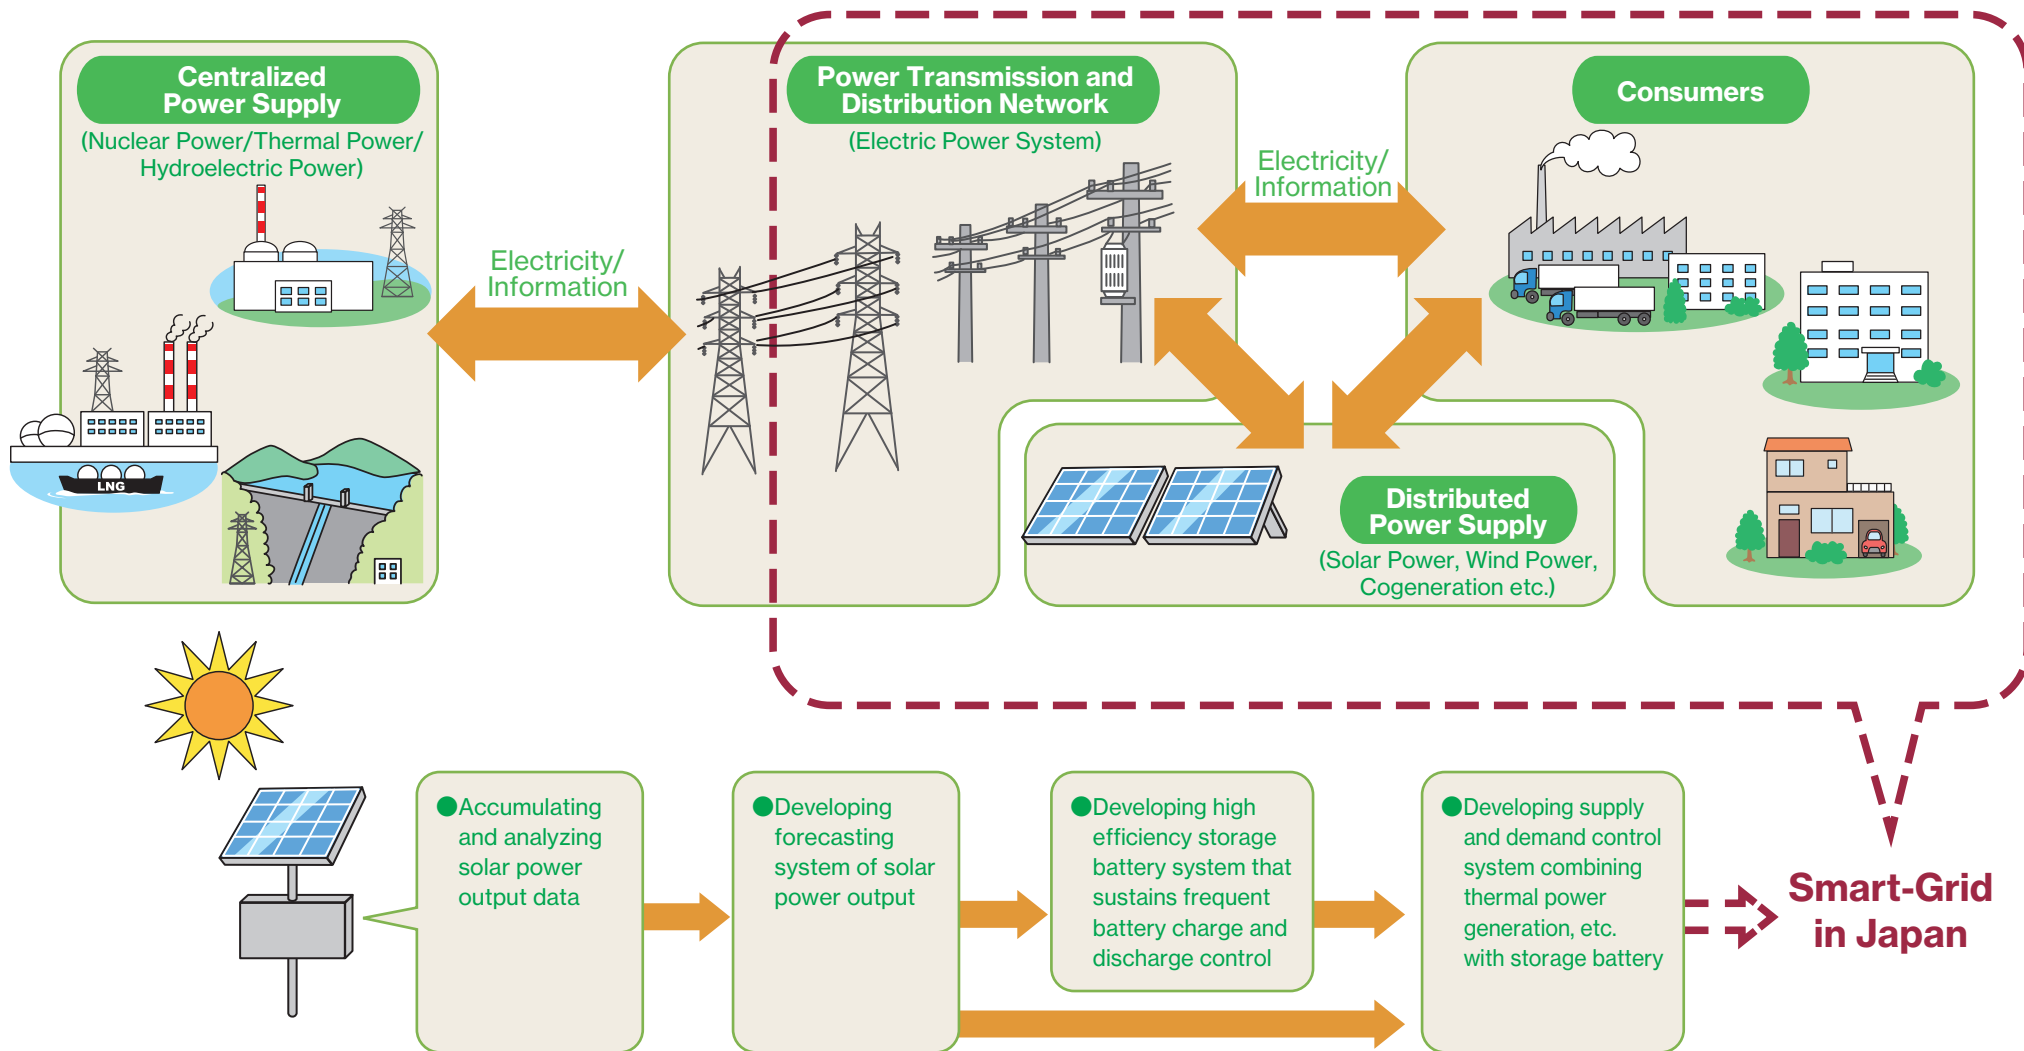 Centralized
Power Supply
(Nuclear Power/Thermal Power/
Hydroelectric Power)
Electricity/
Information
Power Transmission and
Distribution Network
(Electric Power System)
Electricity/
Information
Consumers
LNG
Distributed
Power Supply
(Solar Power, Wind Power,
Cogeneration etc.)
●Accumulating
and analyzing
solar power
output data
●Developing
forecasting
system of solar
power output
●Developing high
efficiency storage
battery system that
sustains frequent
battery charge and
discharge control
●Developing supply
and demand control
system combining
thermal power
generation, etc.
with storage battery
Smart-Grid
in Japan